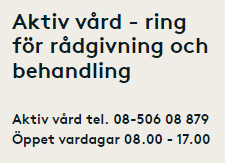 Aktiv vård - ring
för rådgivning och
behandling
Aktiv vård tel. 08-506 08 879
Öppet vardagar 08.00 - 17.00